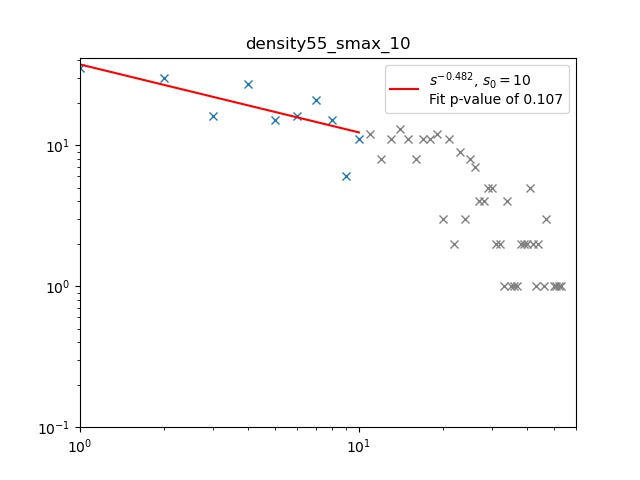 density55_smax_10
s^{-0.482}, s_0 = 10
Fit p-value of 0.107
10^1
10^0
10^{-1}
10^0
10^1